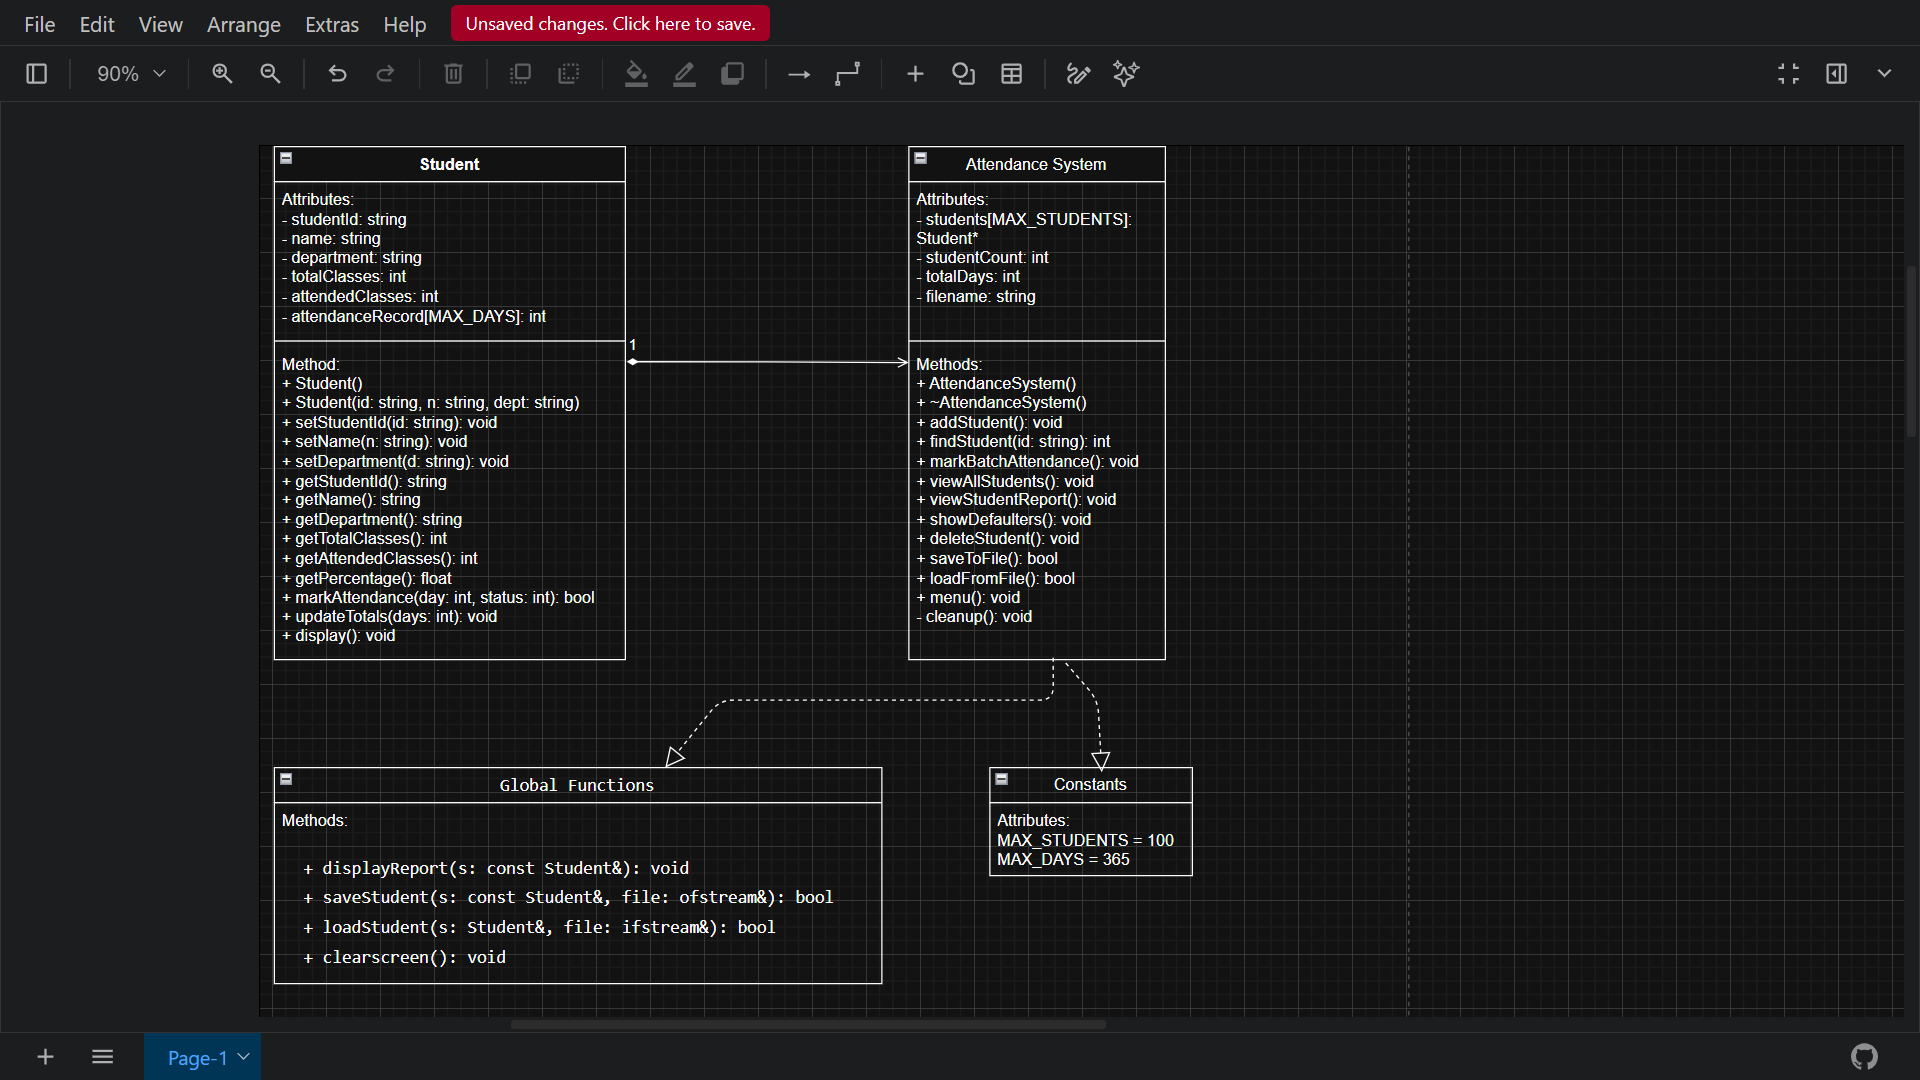 File Edit View Arrange Extras Help Unsaved changes. Click here to save.
90%
Student
Attributes:
- studentId: string
- name: string
- department: string
- totalClasses: int
- attendedClasses: int
- attendanceRecord[MAX_DAYS]: int
Method:
+ Student()
+ Student(id: string, n: string, dept: string)
+ setStudentId(id: string): void
+ setName(n: string): void
+ setDepartment(d: string): void
+ getStudentId(): string
+ getName(): string
+ getDepartment(): string
+ getTotalClasses(): int
+ getAttendedClasses(): int
+ getPercentage(): float
+ markAttendance(day: int, status: int): bool
+ updateTotals(days: int): void
+ display(): void
1
Attendance System
Attributes:
- students[MAX_STUDENTS]:
Student*
- studentCount: int
- totalDays: int
- filename: string
Methods:
+ AttendanceSystem()
+ ~AttendanceSystem()
+ addStudent(): void
+ findStudent(id: string): int
+ markBatchAttendance(): void
+ viewAllStudents(): void
+ viewStudentReport(): void
+ showDefaulters(): void
+ deleteStudent(): void
+ saveToFile(): bool
+ loadFromFile(): bool
+ menu(): void
- cleanup(): void
Global Functions
Methods:
+ displayReport(s: const Student&): void
+ saveStudent(s: const Student&, file: ofstream&): bool
+ loadStudent(s: Student&, file: ifstream&): bool
+ clearscreen(): void
Constants
Attributes:
MAX_STUDENTS = 100
MAX_DAYS = 365
Page-1